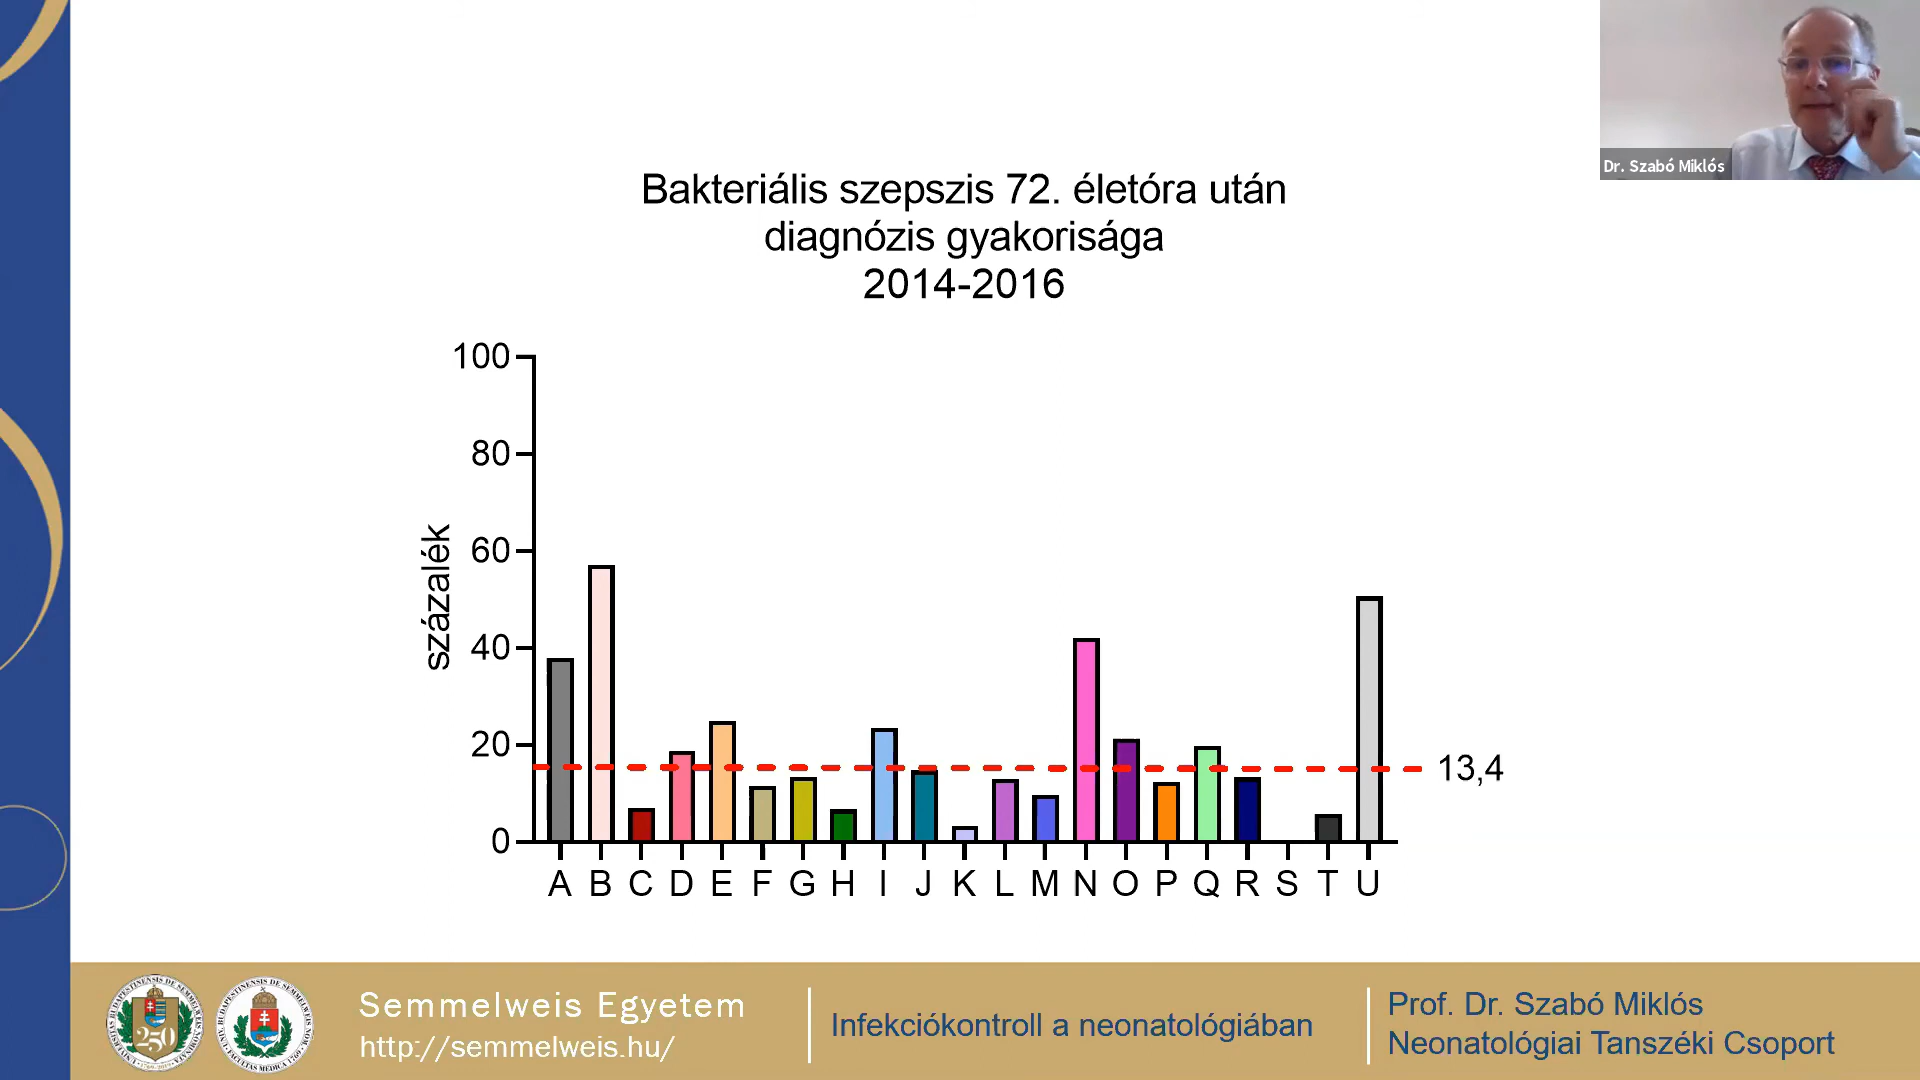 Dr. Szabó Miklós
Bakteriális szepszis 72. életóra után
diagnózis gyakorisága
2014-2016
százalék
100
80
60
40
20
0
13,4
A B C D E F G H I J K L M N O P Q R S T U
250
Semmelweis Egyetem
http://semmelweis.hu/
Infekciókontroll a neonatológiában
Prof. Dr. Szabó Miklós
Neonatológiai Tanszéki Csoport